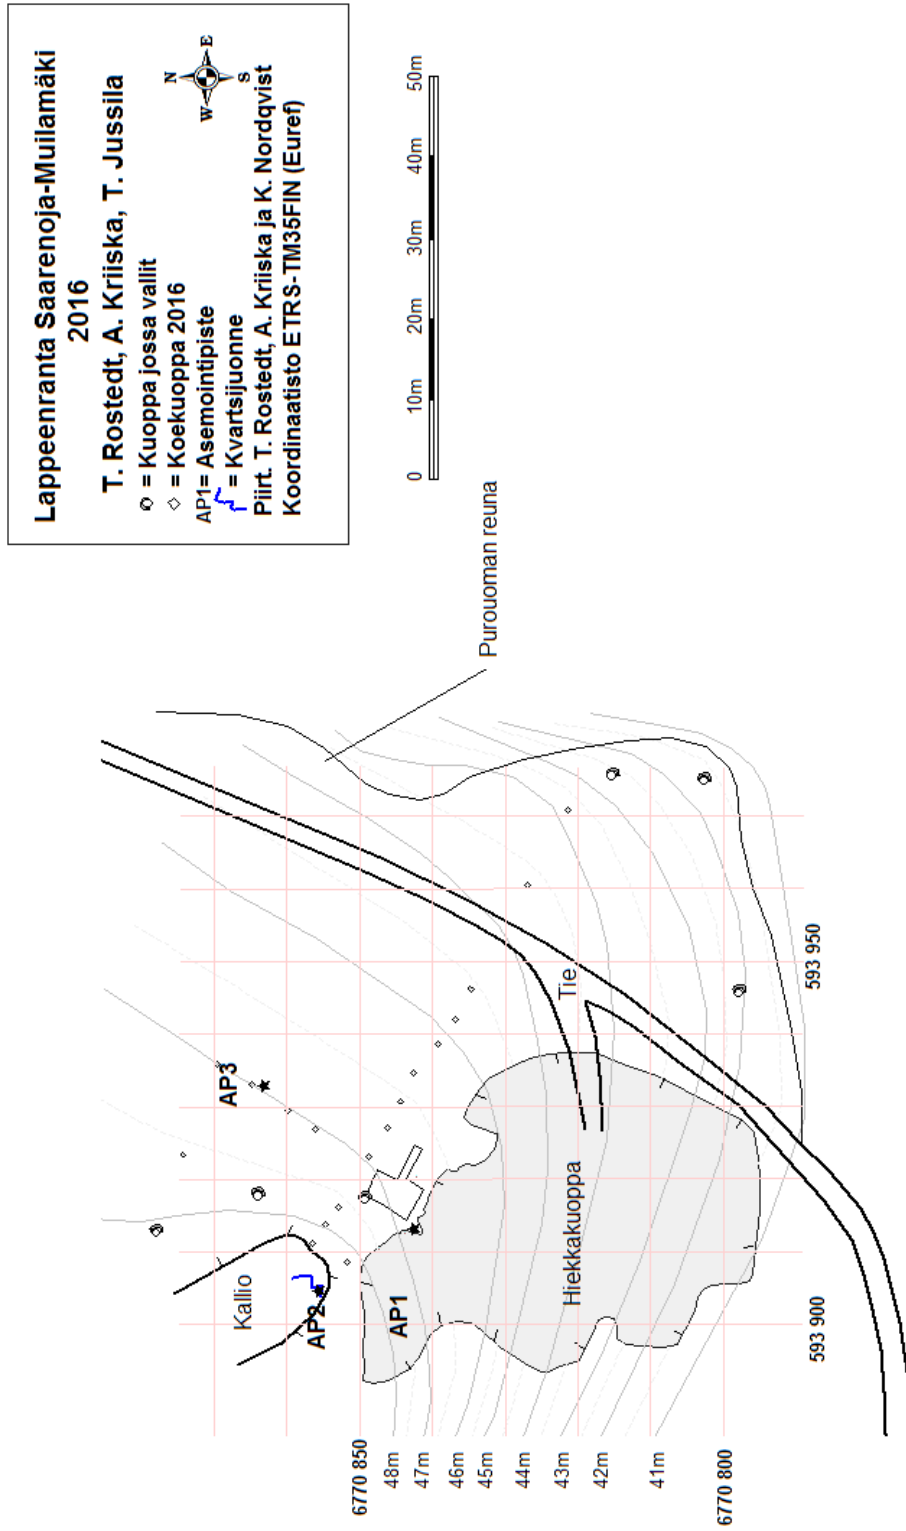 Lappeenranta Saarenoja-Muilamäki
2016
T. Rostedt, A. Kriiska, T. Jussila
= Kuoppa jossa vallit
= Koekuoppa 2016
AP1= Asemointipiste
= Kvartsijuonne
Piirt. T. Rostedt, A. Kriiska ja K. Nordqvist
Koordinaatisto ETRS-TM35FIN (Euref)
N
W E
S
0 10m 20m 30m 40m 50m
Purouoman reuna
AP3
Tie
Kallio
AP2
AP1
Hiekkakuoppa
593 950
593 900
6770 850
48m
47m
46m
45m
44m
43m
42m
41m
6770 800